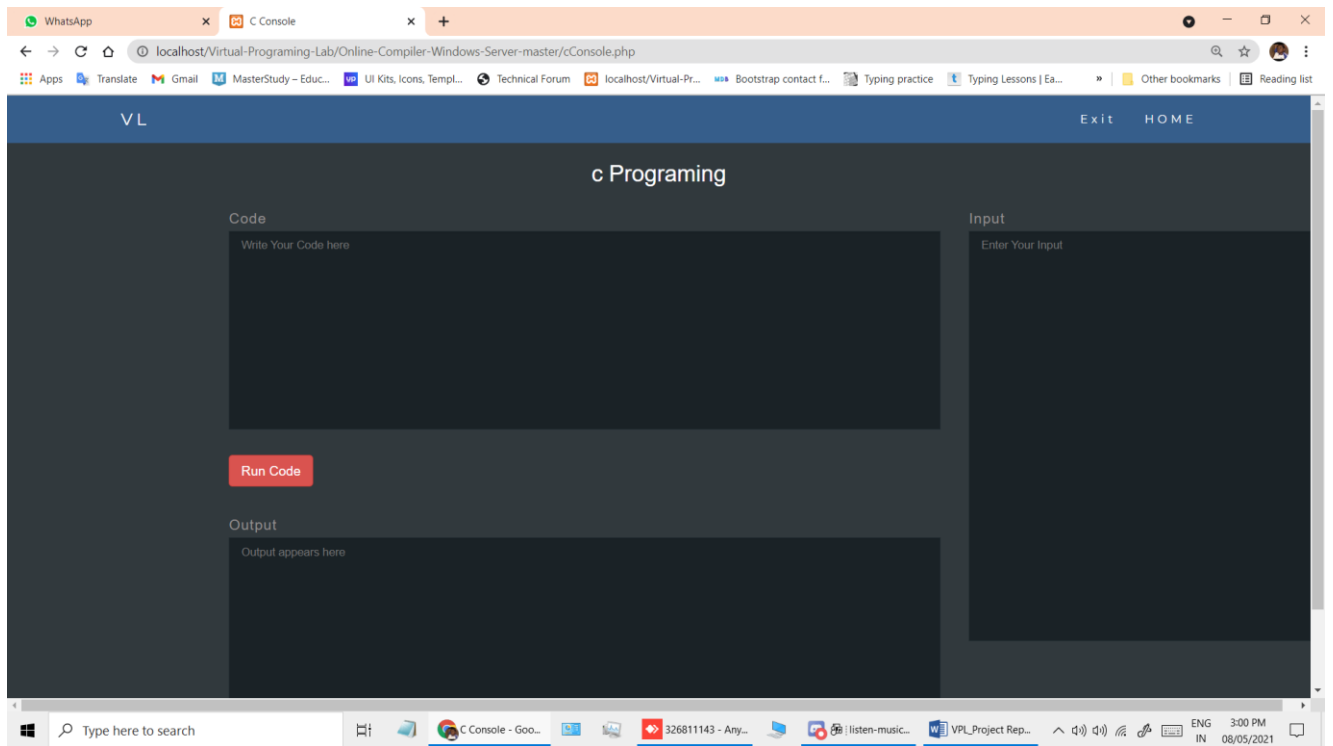 WhatsApp
C Console
localhost/Virtual-Programing-Lab/Online-Compiler-Windows-Server-master/cConsole.php
Apps Translate Gmail MasterStudy – Educ... UI Kits, Icons, Templ... Technical Forum localhost/Virtual-Pr... Bootstrap contact f... Typing practice Typing Lessons | Ea... » Other bookmarks Reading list
VL Exit HOME
c Programing
Code Input
Write Your Code here Enter Your Input
Run Code
Output
Output appears here
Type here to search C Console - Goo... 326811143 - Any... listen-music... VPL_Project Rep... ENG 3:00 PM
IN 08/05/2021